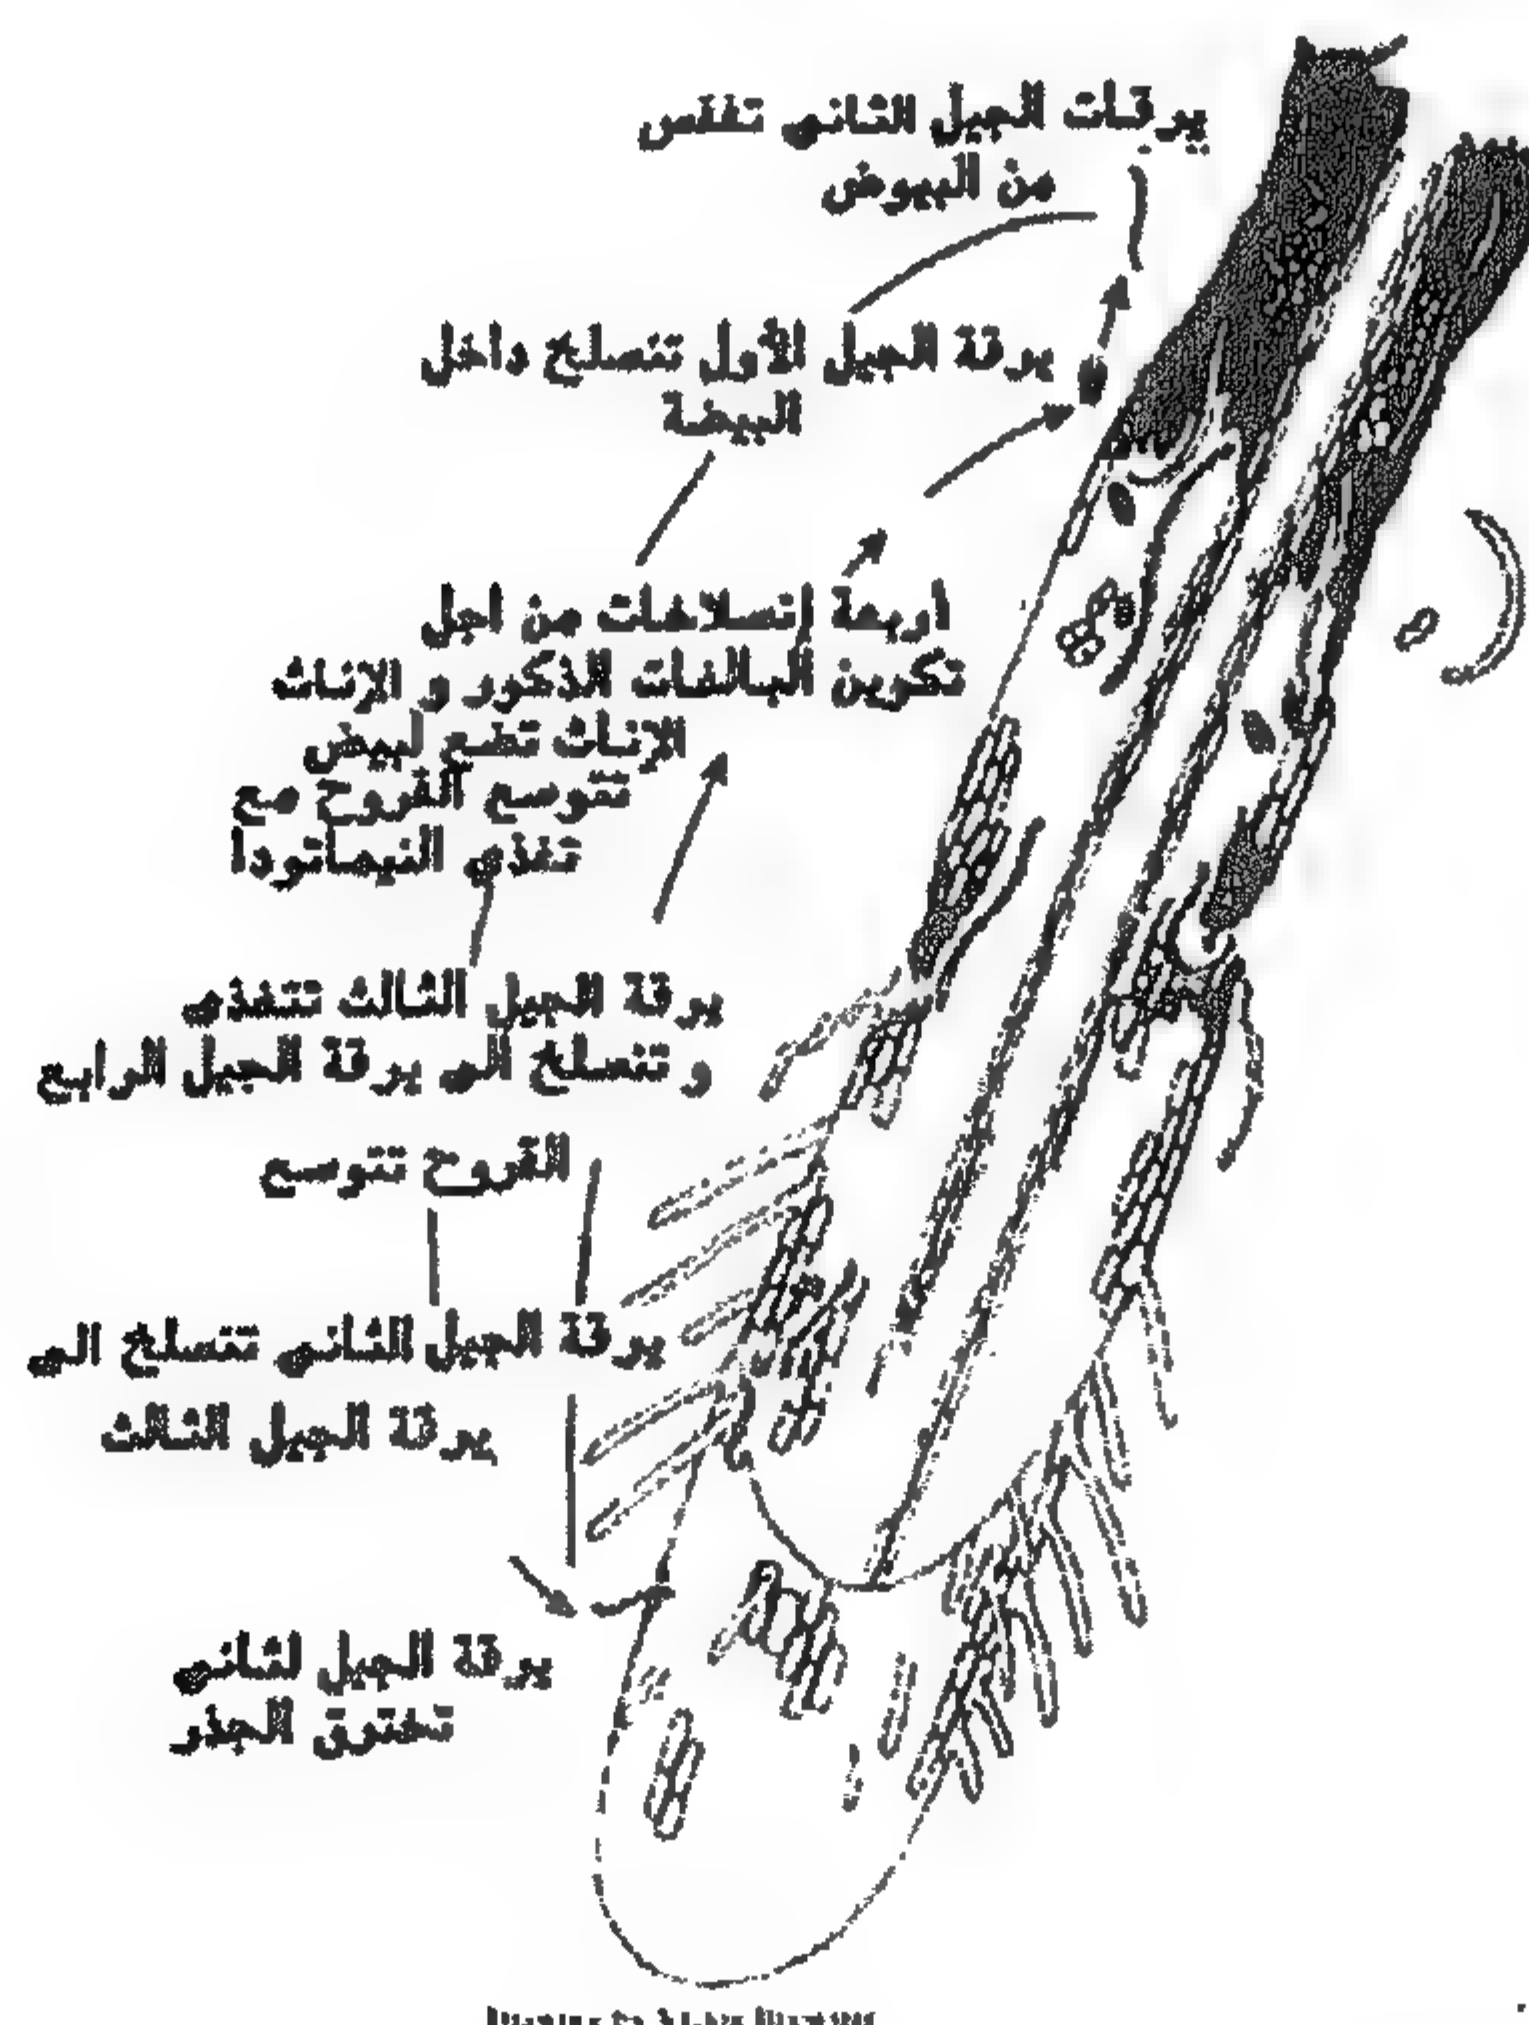 يرقات الجيل الثاني تفقس
من البيوض
يرقة الجيل الأول تنسلخ داخل
البيضة
اربعة إنسلاخات من اجل
تكوين البالغات الذكور و الإناث
الإناث تضع لبيض
تتوسع القروح مع
تغذي النيماتودا
يرقة الجيل الثالث تتغذى
و تنسلخ الى يرقة الجيل الرابع
القروح تتوسع
يرقة الجيل الثاني تتسلخ الى
يرقة الجيل الثالث
يرقة الجيل لثاني
تخترق الجذر